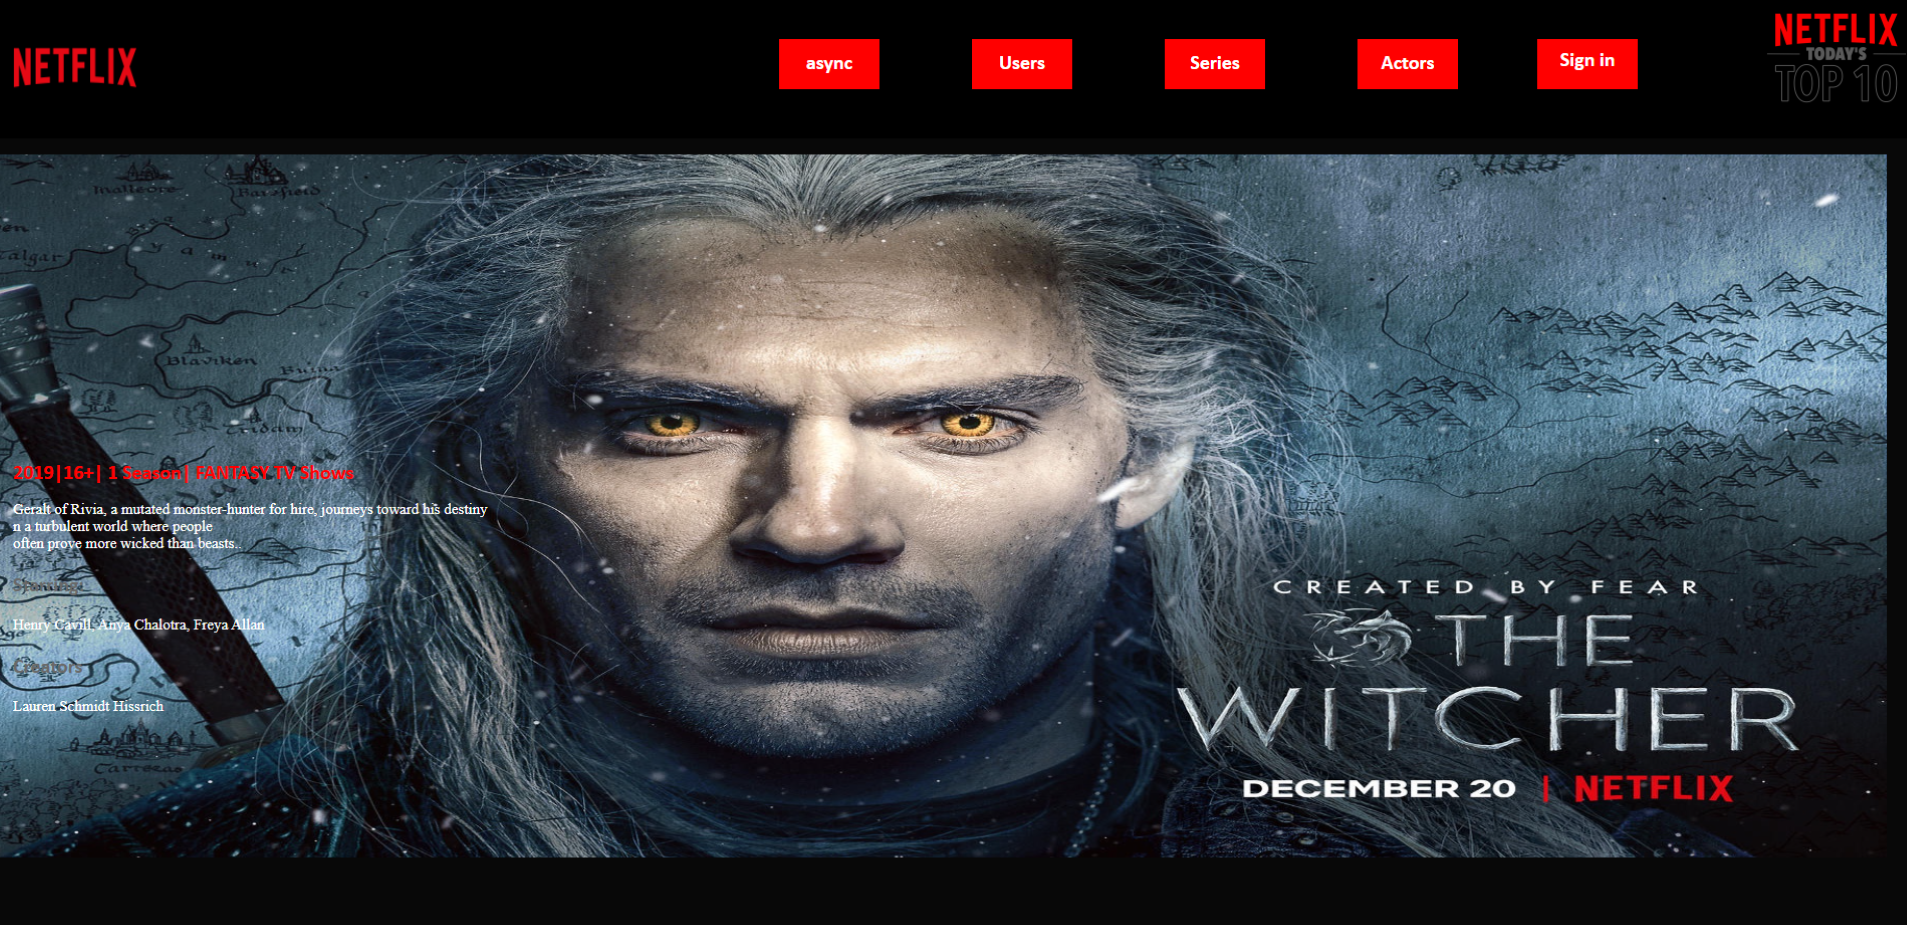 NETFLIX
async
Users
Series
Actors
Sign in
NETFLIX
TODAY'S
TOP 10
Malleore
Blaviken
Cridam
2019|16+| 1 Season| FANTASY TV Shows
Geralt of Rivia, a mutated monster-hunter for hire, journeys toward his destiny
n a turbulent world where people
often prove more wicked than beasts..
Starring
Henry Cavill, Anya Chalotra, Freya Allan
Creators
Lauren Schmidt Hissrich
Carreras
CREATED BY FEAR
THE
WITCHER
DECEMBER 20 | NETFLIX